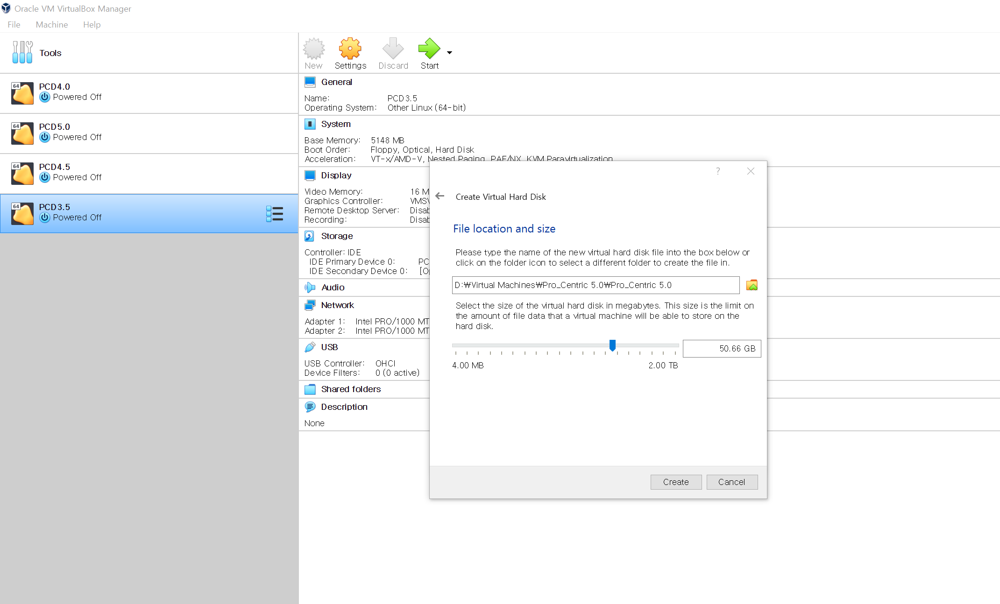 Oracle VM VirtualBox Manager
File Machine Help
Tools
New Settings Discard Start
64 PCD4.0
Powered Off
64 PCD5.0
Powered Off
64 PCD4.5
Powered Off
64 PCD3.5
Powered Off
General
Name: PCD3.5
Operating System: Other Linux (64-bit)
System
Base Memory: 5148 MB
Boot Order: Floppy, Optical, Hard Disk
Acceleration: VT-x/AMD-V, Nested Paging, PAE/NX, KVM Paravirtualization
Display
Video Memory: 16 M
Graphics Controller: VMSV
Remote Desktop Server: Disab
Recording: Disab
Storage
Controller: IDE
IDE Primary Device 0: PC
IDE Secondary Device 0: [Op
Audio
Network
Adapter 1: Intel PRO/1000 MT
Adapter 2: Intel PRO/1000 MT
USB
USB Controller: OHCI
Device Filters: 0 (0 active)
Shared folders
Description
None
?
Create Virtual Hard Disk
File location and size
Please type the name of the new virtual hard disk file into the box below or
click on the folder icon to select a different folder to create the file in.
D:₩Virtual Machines₩Pro_Centric 5.0₩Pro_Centric 5.0
Select the size of the virtual hard disk in megabytes. This size is the limit on
the amount of file data that a virtual machine will be able to store on the
hard disk.
50.66 GB
4.00 MB 2.00 TB
Create Cancel